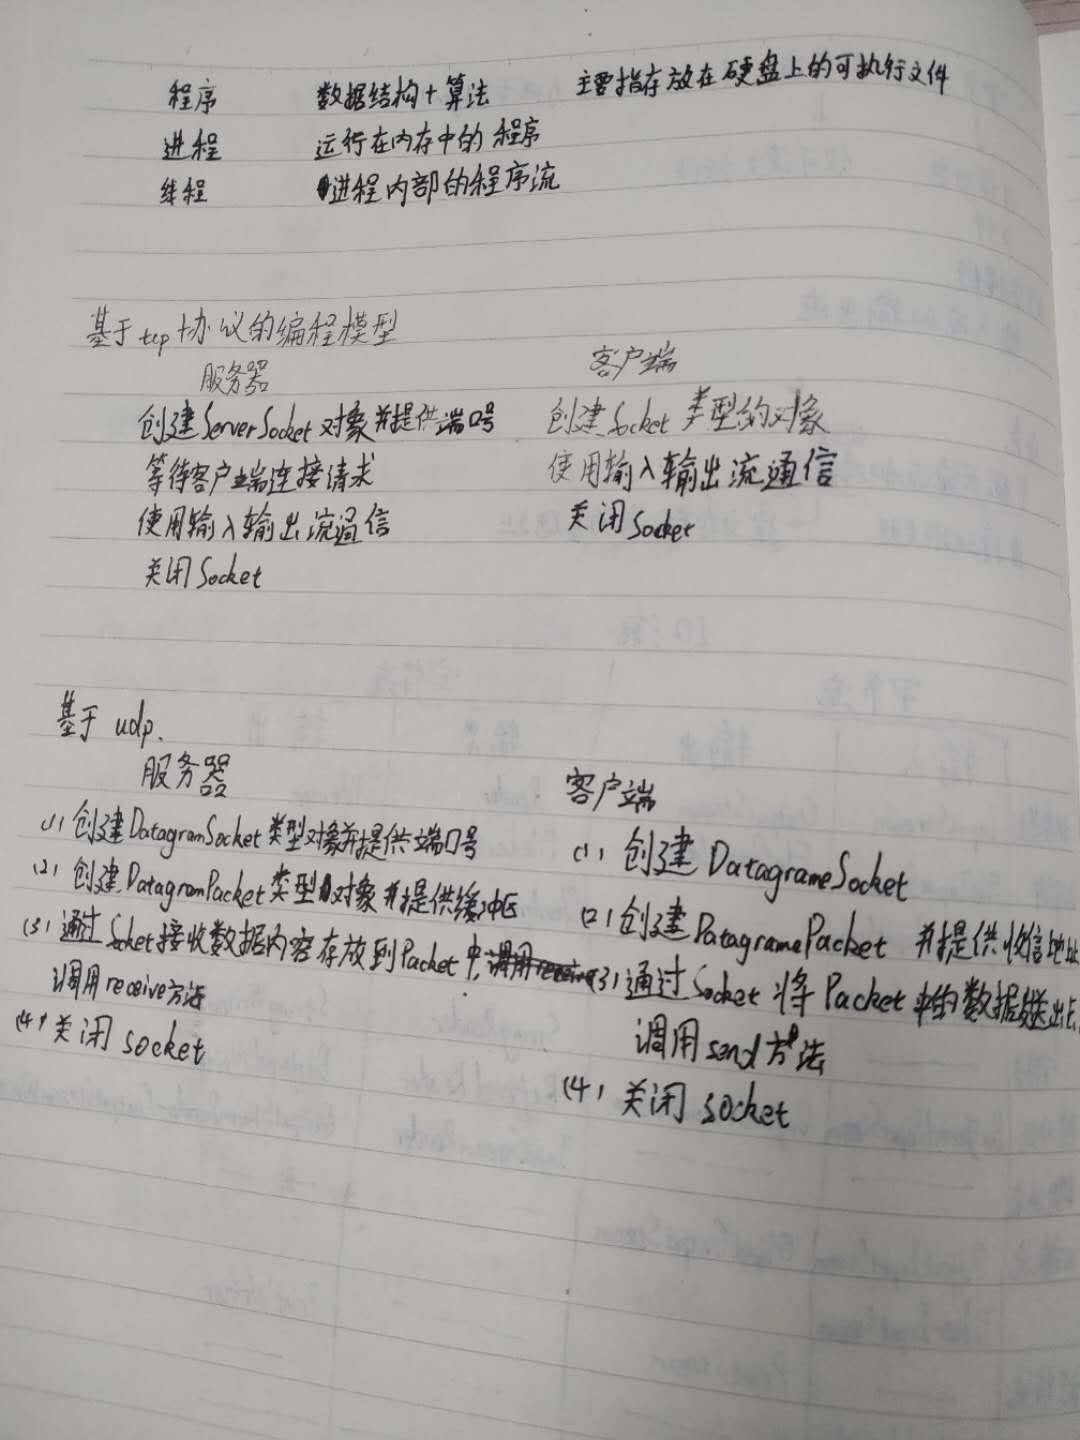 程序 数据结构+算法 主要指存放在硬盘上的可执行文件
进程 运行在内存中的程序
线程 进程内部的程序流
基于tcp协议的编程模型
服务器 客户端
创建ServerSocket对象并提供端口号 创建Socket类型的对象
等待客户端连接请求 使用输入输出流通信
使用输入输出流通信 关闭Socket
关闭Socket
基于udp.
服务器
(1) 创建DatagramSocket类型对象并提供端口号
(2) 创建DatagramPacket类型对象并提供缓冲区
(3) 通过Socket接收数据内容存放到Packet中,
调用receive方法
(4) 关闭socket
客户端
(1) 创建DatagrameSocket
(2) 创建DatagramePacket 并提供收信地址
(3) 通过Socket将Packet中的数据发送出去,
调用send方法
(4) 关闭socket